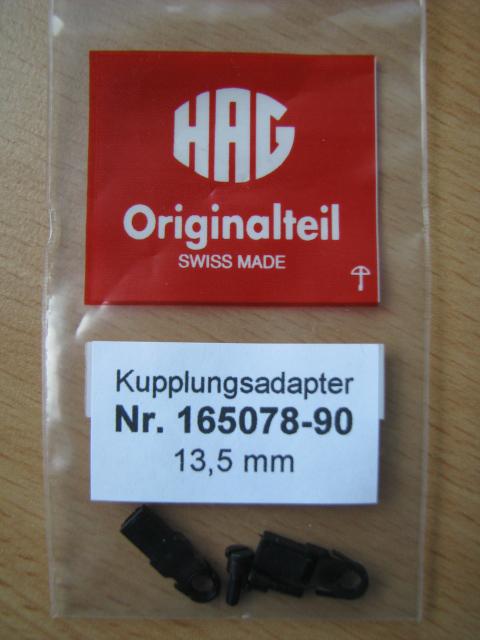 HAG
Originalteil
SWISS MADE
Kupplungsadapter
Nr. 165078-90
13,5 mm